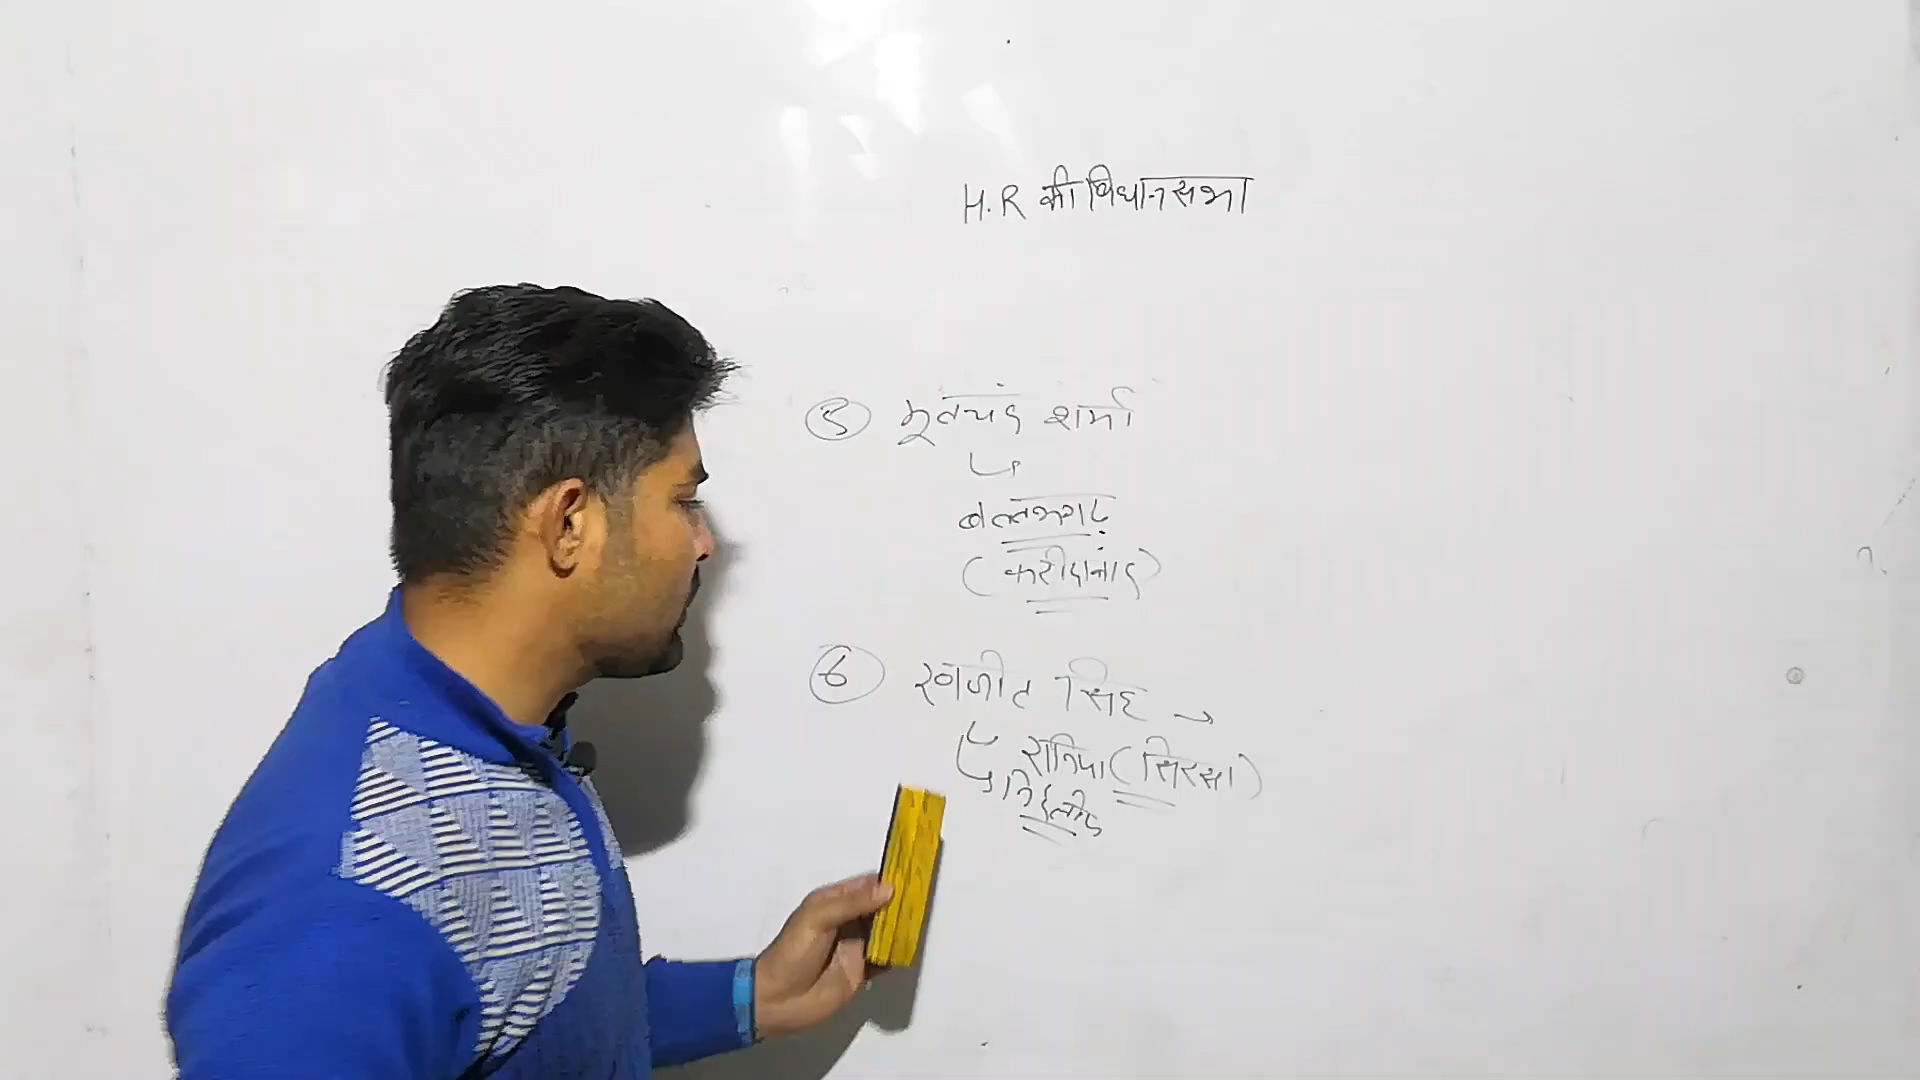 H.R की विधानसभा
5 मूलचंद शर्मा
बल्लभगढ़
(फरीदाबाद)
6 रणजीत सिंह →
रानियां (सिरसा)
निर्दलीय